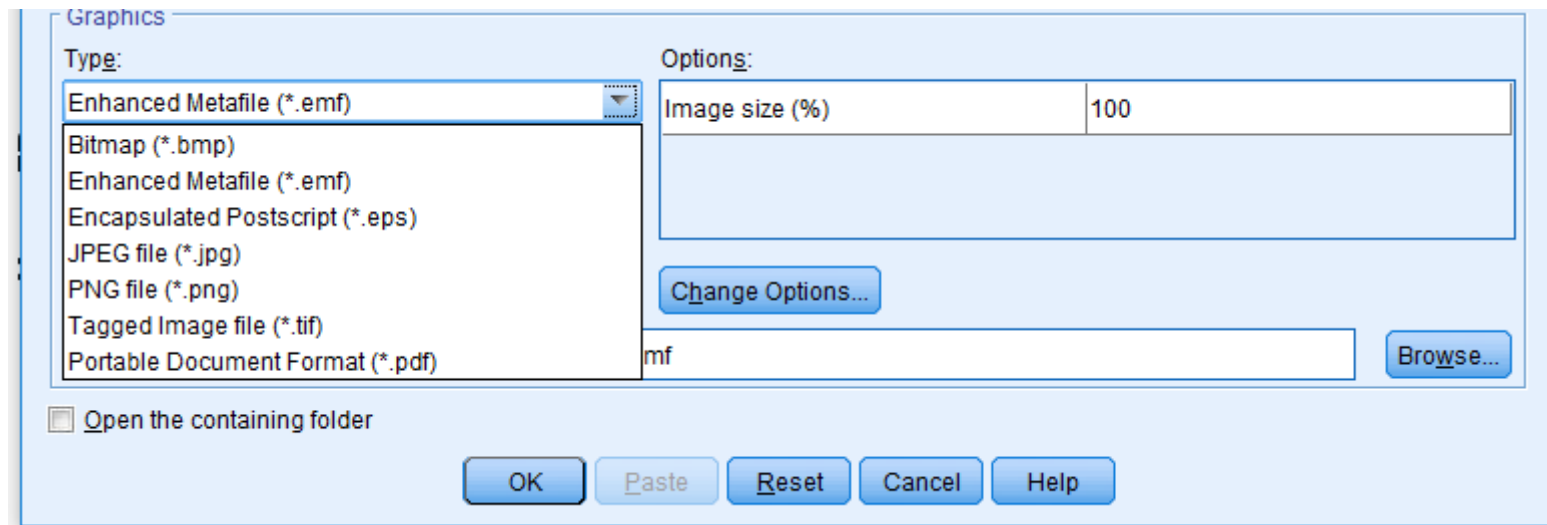 Graphics
Type:
Options:
Enhanced Metafile (*.emf)
Image size (%) 100
Bitmap (*.bmp)
Enhanced Metafile (*.emf)
Encapsulated Postscript (*.eps)
JPEG file (*.jpg)
PNG file (*.png)
Change Options...
Tagged Image file (*.tif)
Portable Document Format (*.pdf)
mf
Browse...
Open the containing folder
OK Paste Reset Cancel Help